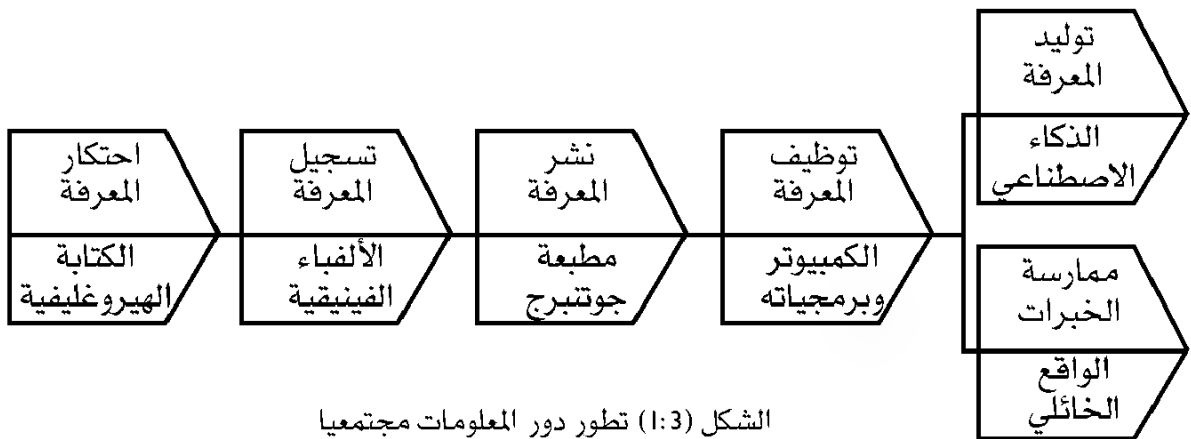 احتكار
المعرفة
الكتابة
الهيروغليفية
تسجيل
المعرفة
الألفباء
الفينيقية
نشر
المعرفة
مطبعة
جوتنبرج
توظيف
المعرفة
الكمبيوتر
وبرمجياته
توليد
المعرفة
الذكاء
الاصطناعي
ممارسة
الخبرات
الواقع
الخائلي
الشكل (1:3) تطور دور المعلومات مجتمعيا